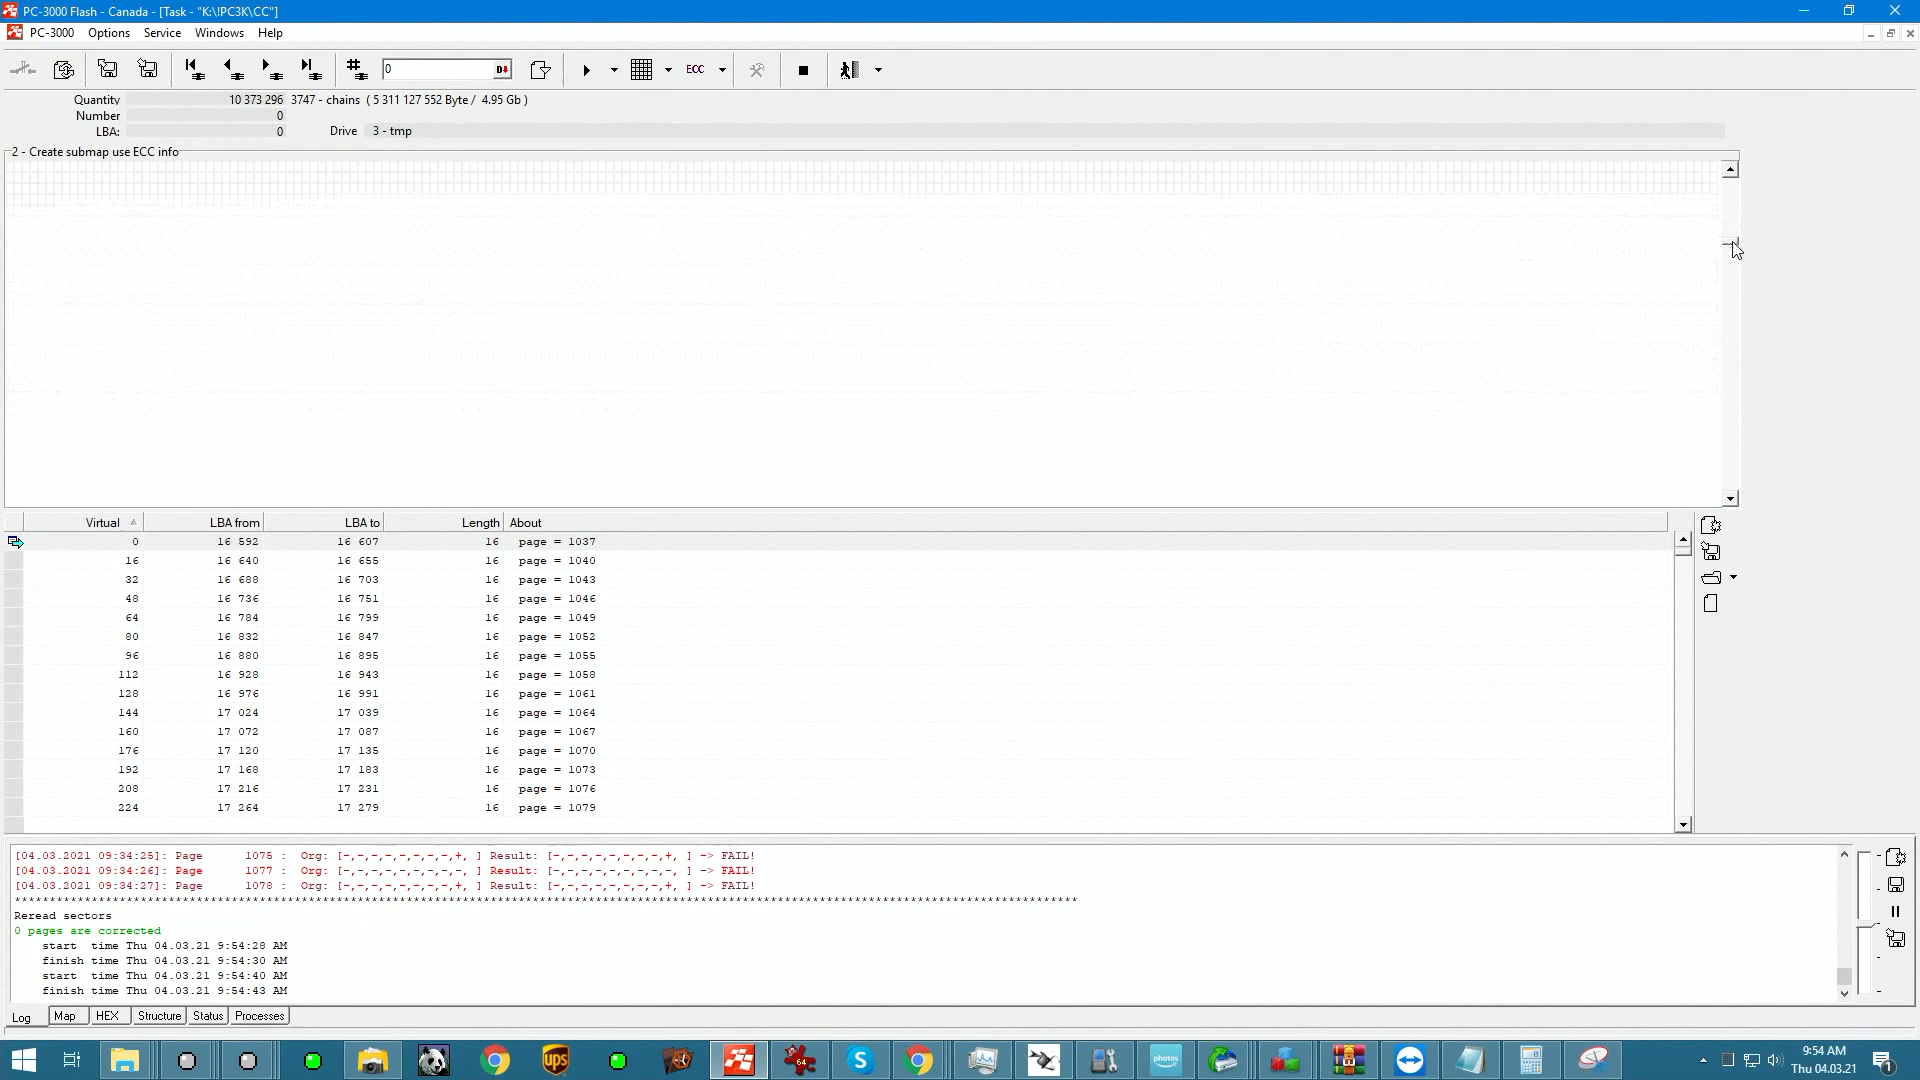 PC-3000 Flash - Canada - [Task - "K:\!PC3K\CC"]
PC-3000 Options Service Windows Help
0 D ECC
Quantity 10 373 296 3747 - chains ( 5 311 127 552 Byte / 4.95 Gb )
Number 0
LBA: 0 Drive 3 - tmp
2 - Create submap use ECC info
Virtual LBA from LBA to Length About
0 16 592 16 607 16 page = 1037
16 16 640 16 655 16 page = 1040
32 16 688 16 703 16 page = 1043
48 16 736 16 751 16 page = 1046
64 16 784 16 799 16 page = 1049
80 16 832 16 847 16 page = 1052
96 16 880 16 895 16 page = 1055
112 16 928 16 943 16 page = 1058
128 16 976 16 991 16 page = 1061
144 17 024 17 039 16 page = 1064
160 17 072 17 087 16 page = 1067
176 17 120 17 135 16 page = 1070
192 17 168 17 183 16 page = 1073
208 17 216 17 231 16 page = 1076
224 17 264 17 279 16 page = 1079
[04.03.2021 09:34:25]: Page 1075 : Org: [-,-,-,-,-,-,-,-,+, ] Result: [-,-,-,-,-,-,-,-,+, ] -> FAIL!
[04.03.2021 09:34:26]: Page 1077 : Org: [-,-,-,-,-,-,-,-,-, ] Result: [-,-,-,-,-,-,-,-,-, ] -> FAIL!
[04.03.2021 09:34:27]: Page 1078 : Org: [-,-,-,-,-,-,-,-,+, ] Result: [-,-,-,-,-,-,-,-,+, ] -> FAIL!
Reread sectors
0 pages are corrected
start time Thu 04.03.21 9:54:28 AM
finish time Thu 04.03.21 9:54:30 AM
start time Thu 04.03.21 9:54:40 AM
finish time Thu 04.03.21 9:54:43 AM
Log Map HEX Structure Status Processes
ups 64 photos
9:54 AM
Thu 04.03.21
1